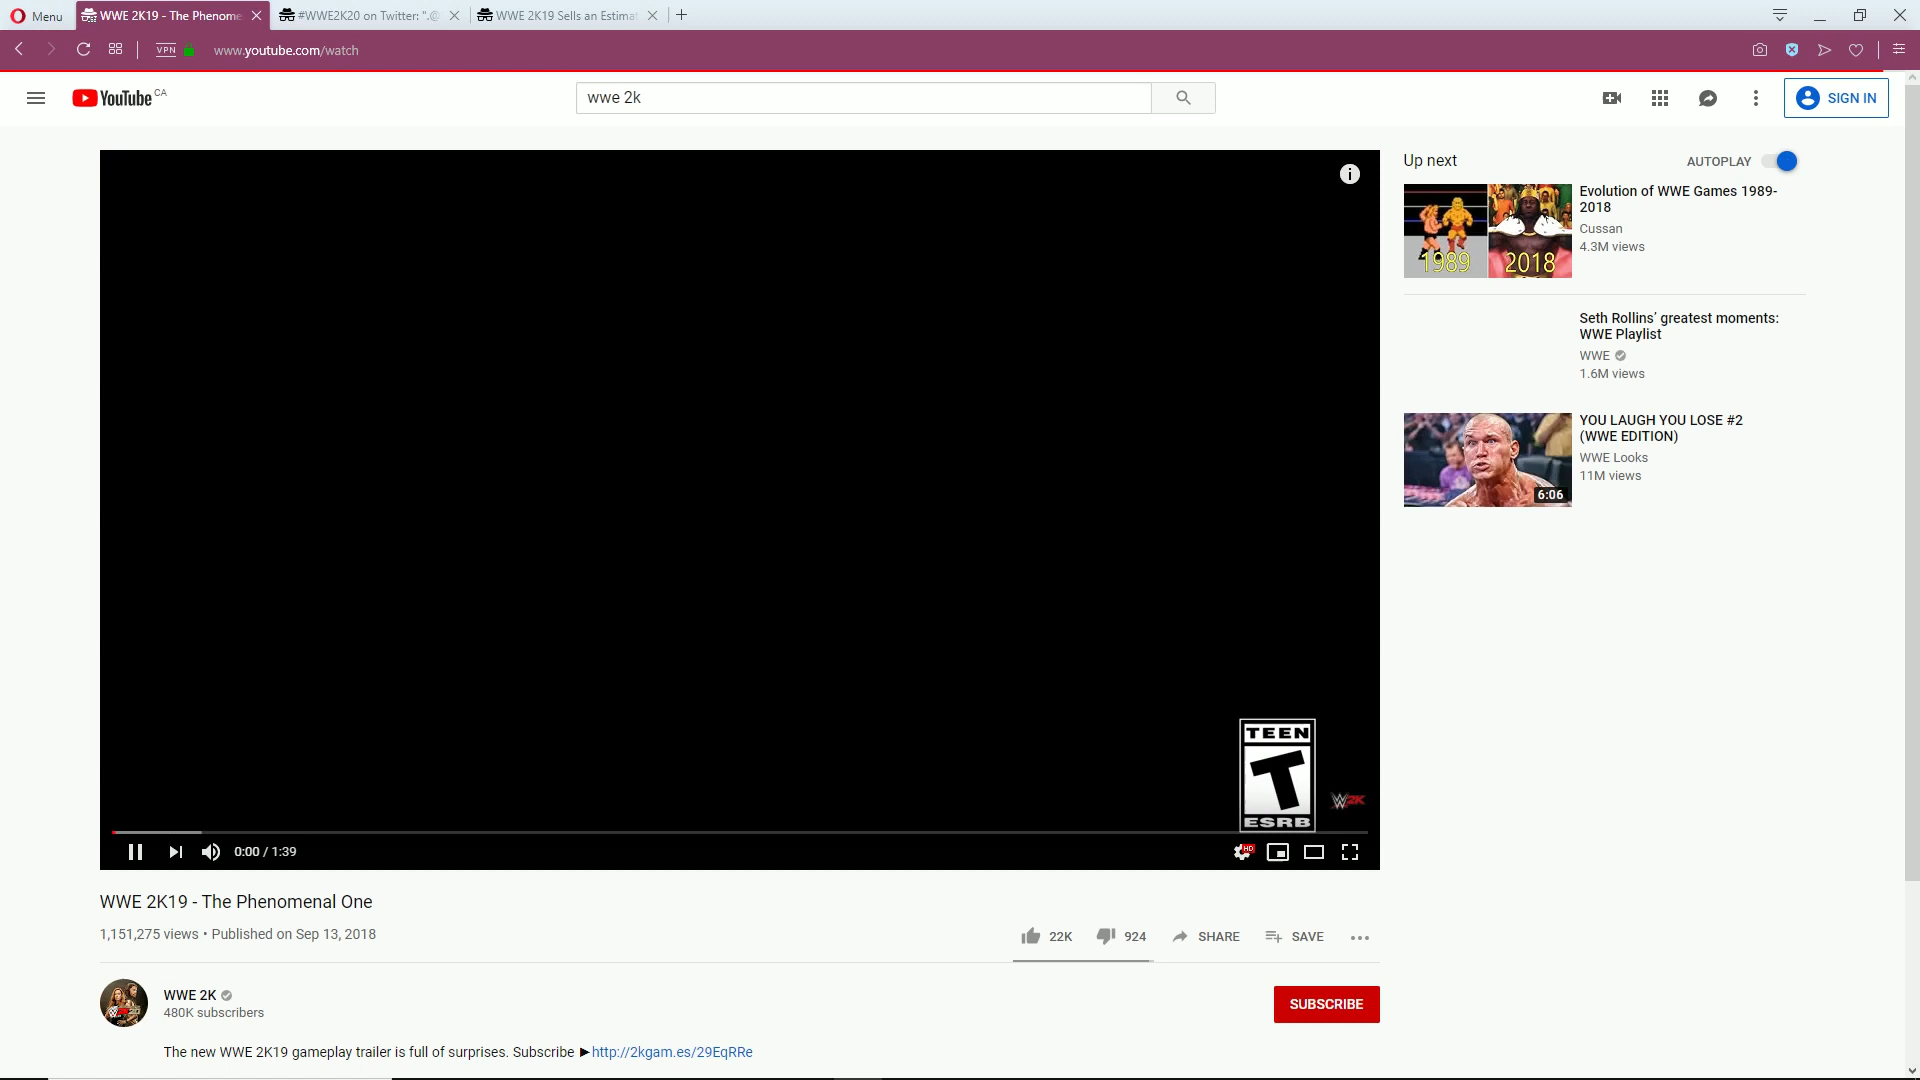 Menu
WWE 2K19 - The Phenome
#WWE2K20 on Twitter: ".@
WWE 2K19 Sells an Estimat
VPN
www.youtube.com/watch
YouTube CA
wwe 2k
SIGN IN
Up next
AUTOPLAY
1989
2018
Evolution of WWE Games 1989-
2018
Cussan
4.3M views
Seth Rollins’ greatest moments:
WWE Playlist
WWE
1.6M views
6:06
YOU LAUGH YOU LOSE #2
(WWE EDITION)
WWE Looks
11M views
TEEN
T
ESRB
W2K
0:00 / 1:39
HD
WWE 2K19 - The Phenomenal One
1,151,275 views • Published on Sep 13, 2018
22K
924
SHARE
SAVE
WWE 2K
480K subscribers
SUBSCRIBE
The new WWE 2K19 gameplay trailer is full of surprises. Subscribe ►http://2kgam.es/29EqRRe